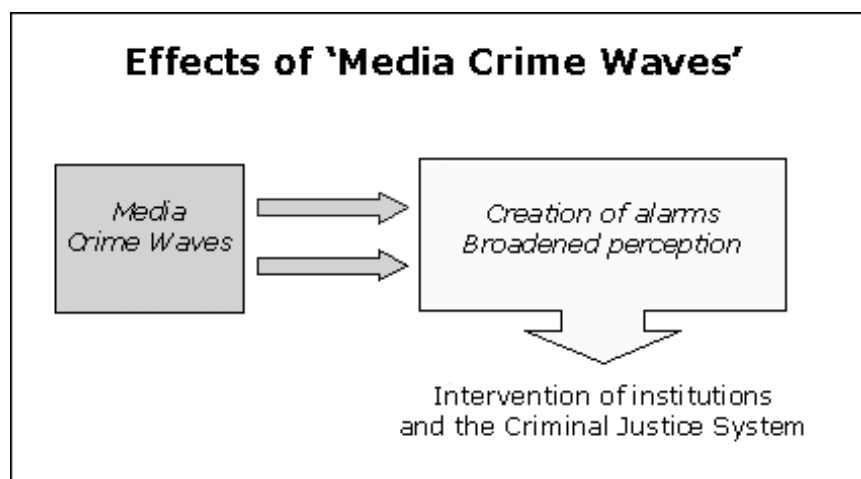 Effects of ‘Media Crime Waves’
Media
Crime Waves
Creation of alarms
Broadened perception
Intervention of institutions
and the Criminal Justice System